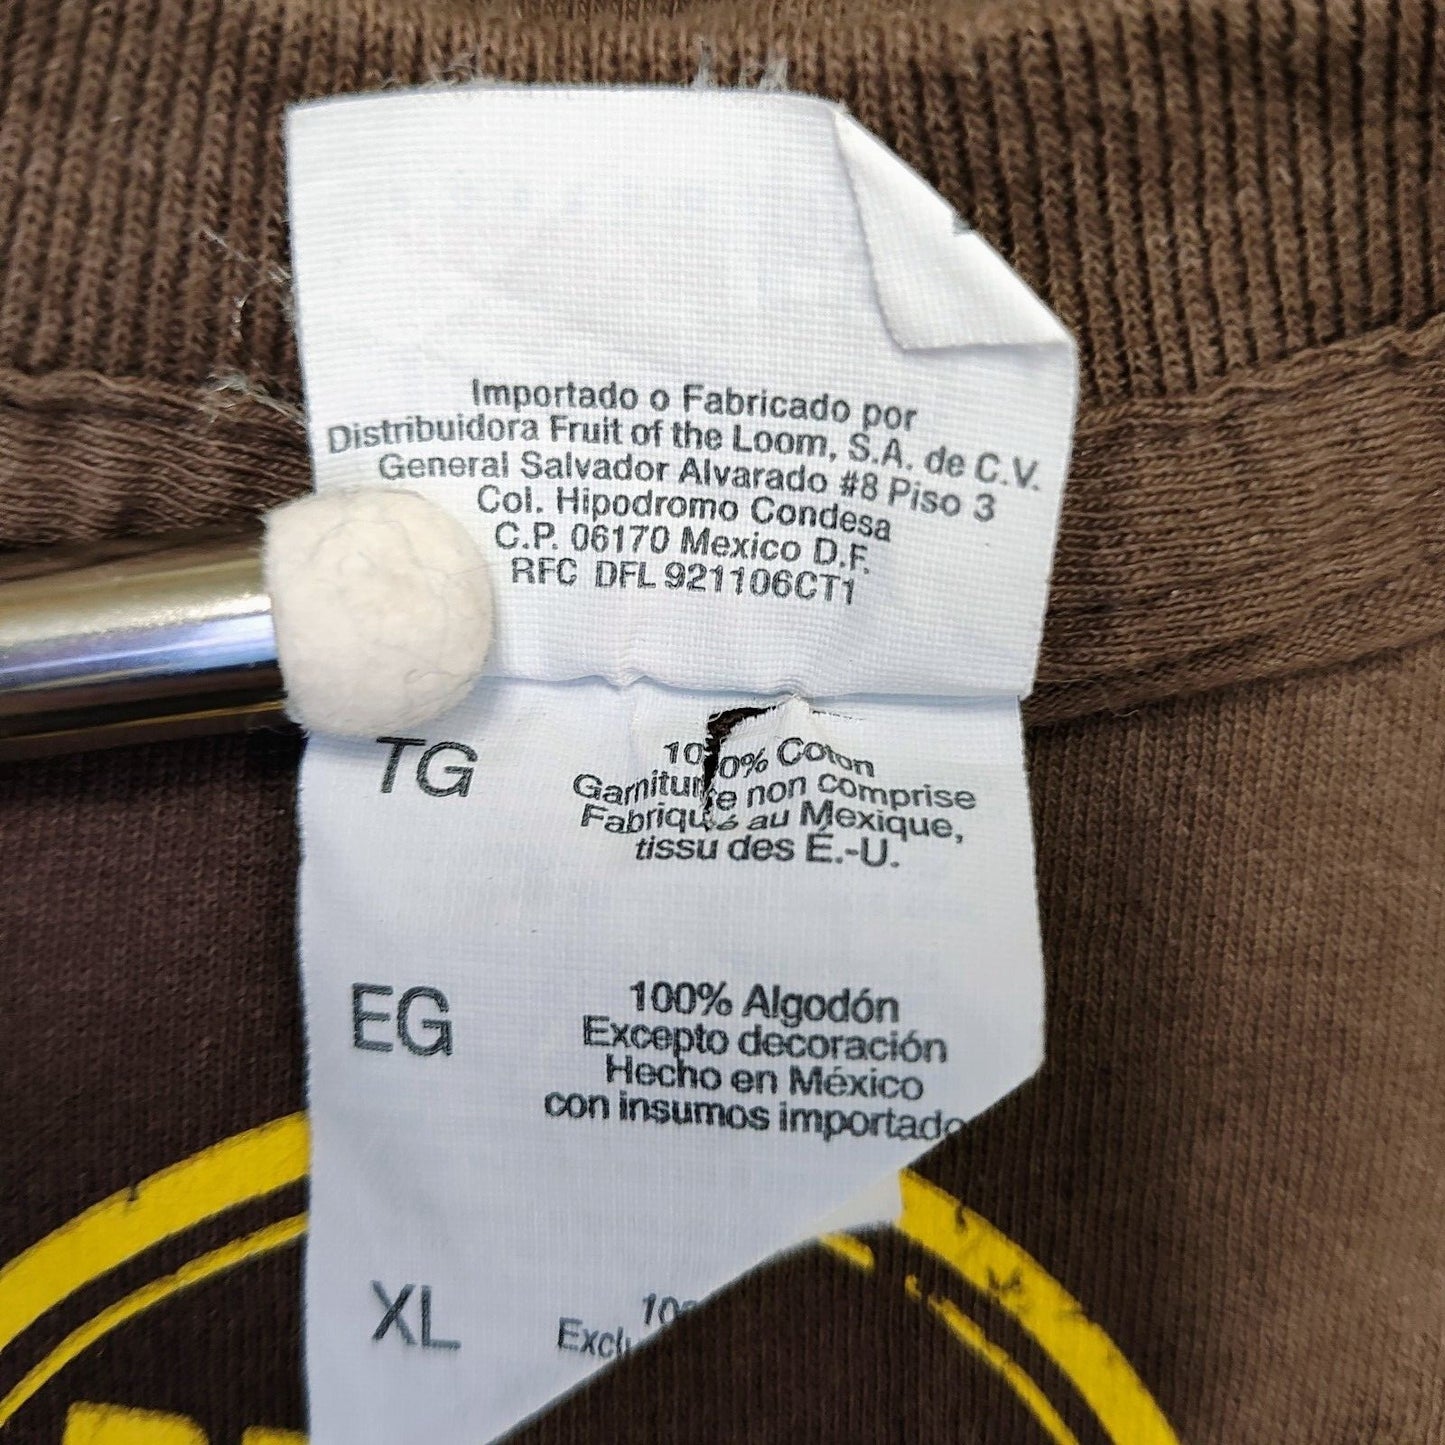 Importado o Fabricado por
Distribuidora Fruit of the Loom, S.A. de C.V.
General Salvador Alvarado #8 Piso 3
Col. Hipodromo Condesa
C.P. 06170 Mexico D.F.
RFC DFL 921106CT1
TG
100% Coton
Garniture non comprise
Fabriqué au Mexique,
tissu des É.-U.
EG
100% Algodón
Excepto decoración
Hecho en México
con insumos importado
XL